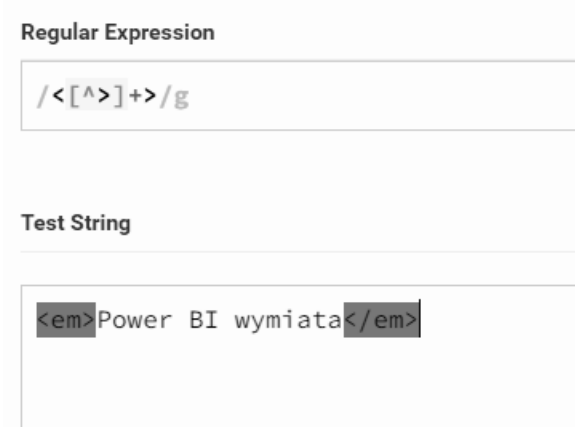 Regular Expression
/<[^>]+>/g
Test String
<em>Power BI wymiata</em>